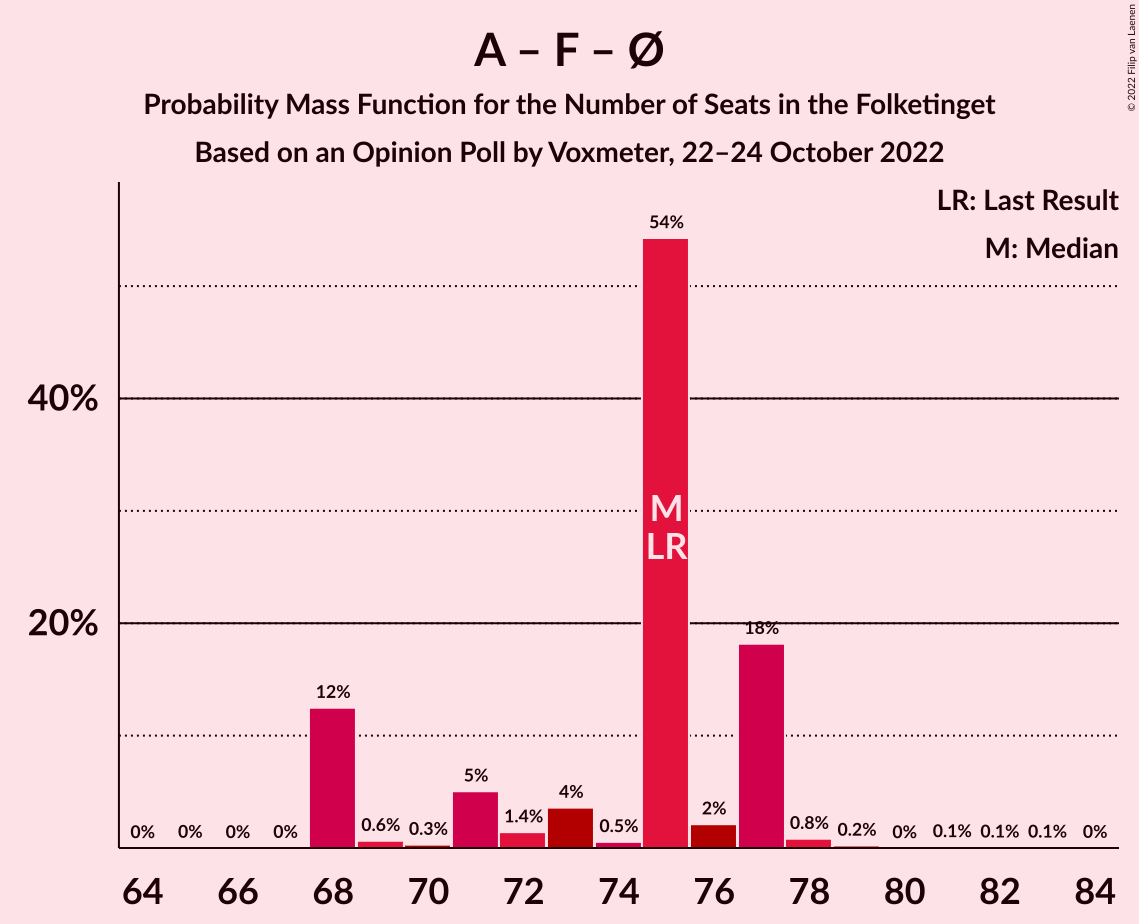 A – F – Ø
Probability Mass Function for the Number of Seats in the Folketinget
Based on an Opinion Poll by Voxmeter, 22–24 October 2022
© 2022 Filip van Laenen
LR: Last Result
M: Median
54%
40%
M
LR
20%
18%
12%
5%
4%
2%
1.4%
0% 0% 0% 0% 0.6% 0.3% 0.5% 0.8% 0.2% 0% 0.1% 0.1% 0.1% 0%
64 66 68 70 72 74 76 78 80 82 84